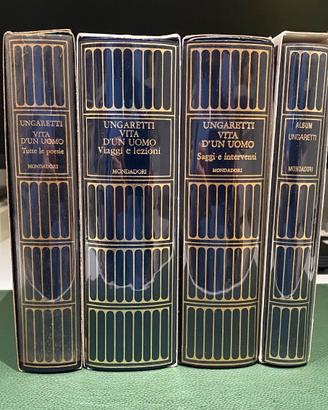 UNGARETTI
VITA
D'UN UOMO
Tutte le poesie
MONDADORI
UNGARETTI
VITA
D'UN UOMO
Viaggi e lezioni
MONDADORI
UNGARETTI
VITA
D'UN UOMO
Saggi e interventi
MONDADORI
ALBUM
UNGARETTI
MONDADORI